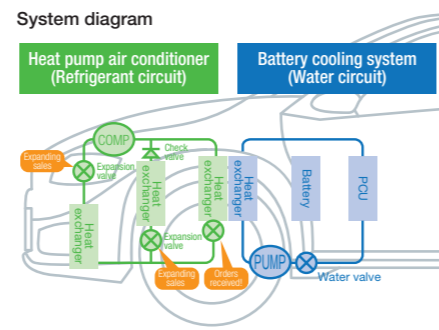 System diagram
Heat pump air conditioner
(Refrigerant circuit)
Battery cooling system
(Water circuit)
COMP
Check
valve
Expanding
sales
Expansion
valve
Heat
exchanger
Heat
exchanger
Heat
exchanger
Heat
exchanger
Battery
PCU
Expansion
valve
Expanding
sales
Orders
received!
PUMP
Water valve